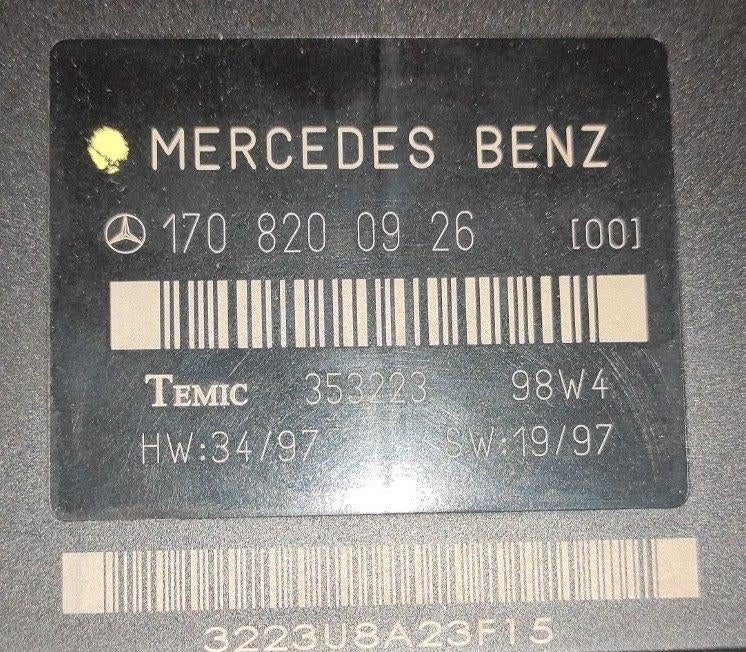 MERCEDES BENZ
170 820 09 26 [00]
TEMIC 353223 98W4
HW:34/97 SW:19/97
3223U8A23F15